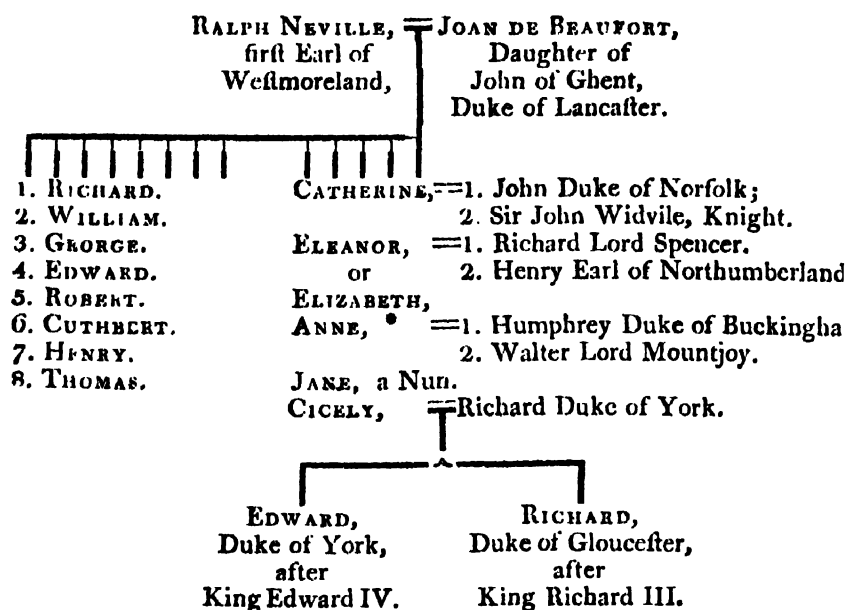 RALPH NEVILLE, = JOAN DE BEAUFORT,
firſt Earl of Daughter of
Weſtmoreland, John of Ghent,
Duke of Lancaſter.
1. RICHARD. CATHERINE, = 1. John Duke of Norfolk;
2. WILLIAM. 2. Sir John Widvile, Knight.
3. GEORGE. ELEANOR, = 1. Richard Lord Spencer.
4. EDWARD. or 2. Henry Earl of Northumberland
5. ROBERT. ELIZABETH,
6. CUTHBERT. ANNE, = 1. Humphrey Duke of Buckingha
7. HENRY. 2. Walter Lord Mountjoy.
8. THOMAS. JANE, a Nun.
CICELY, = Richard Duke of York.
EDWARD, RICHARD,
Duke of York, Duke of Glouceſter,
after after
King Edward IV. King Richard III.